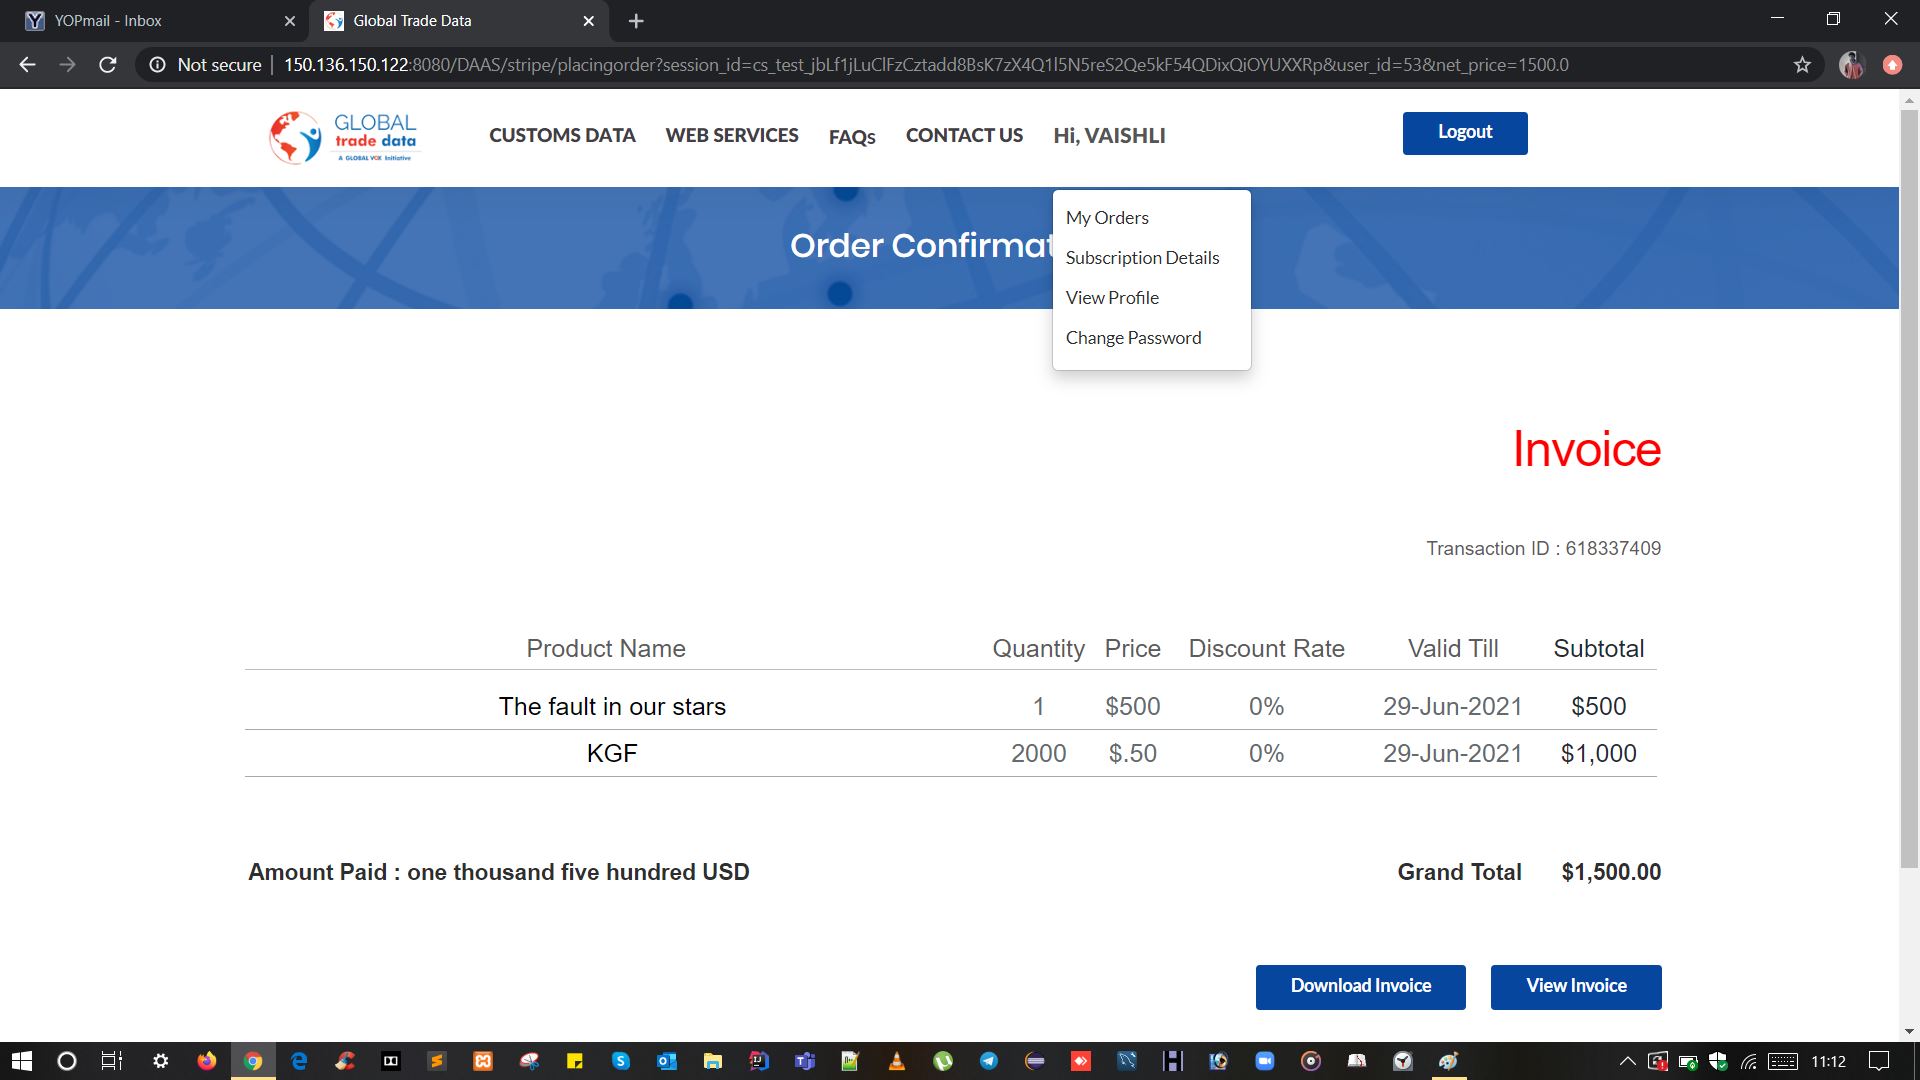 YOPmail - Inbox
Global Trade Data
Not secure 150.136.150.122:8080/DAAS/stripe/placingorder?session_id=cs_test_jbLf1jLuClFzCztadd8BsK7zX4Q1l5N5reS2Qe5kF54QDixQiOYUXXRp&user_id=53&net_price=1500.0
GLOBAL
trade data
A GLOBAL VOX Initiative
CUSTOMS DATA WEB SERVICES FAQs CONTACT US Hi, VAISHLI Logout
Order Confirmat
My Orders
Subscription Details
View Profile
Change Password
Invoice
Transaction ID : 618337409
Product Name Quantity Price Discount Rate Valid Till Subtotal
The fault in our stars 1 $500 0% 29-Jun-2021 $500
KGF 2000 $.50 0% 29-Jun-2021 $1,000
Amount Paid : one thousand five hundred USD Grand Total $1,500.00
Download Invoice View Invoice
11:12